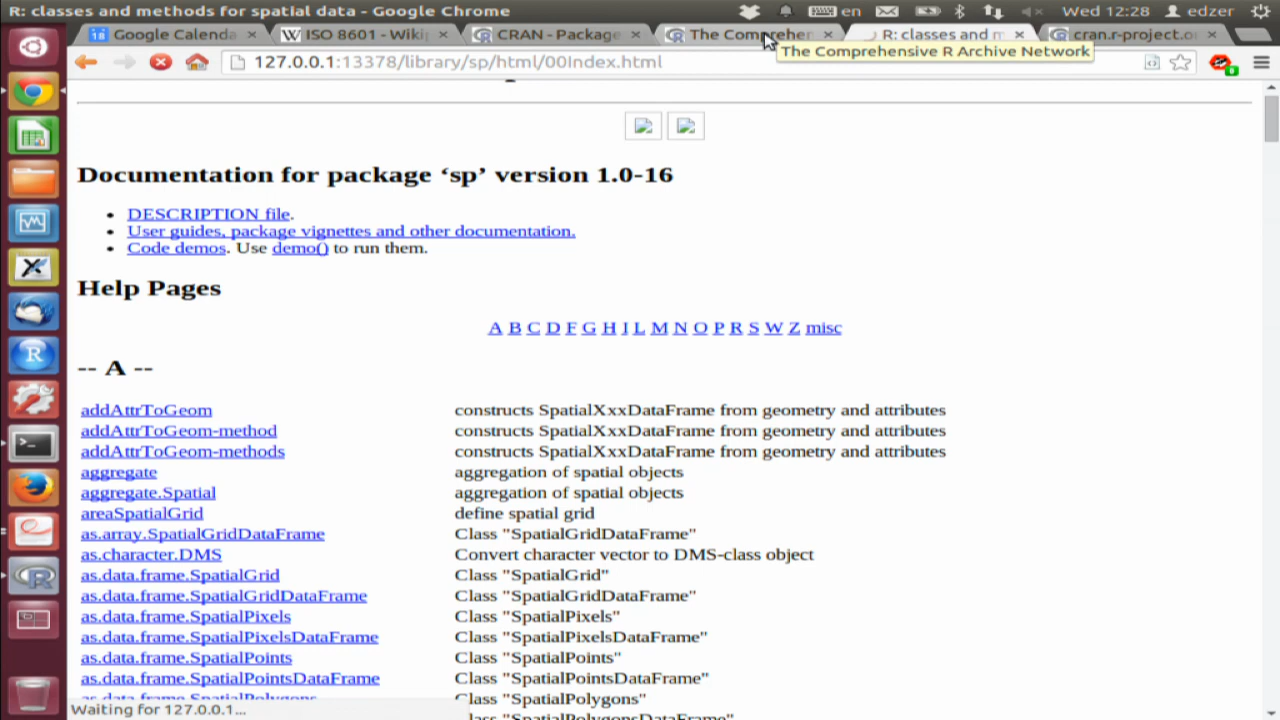 R: classes and methods for spatial data - Google Chrome
en
Wed 12:28
edzer
18 Google Calenda
W ISO 8601 - Wiki
CRAN - Package
The Comprehen
R: classes and m
cran.r-project.o
The Comprehensive R Archive Network
127.0.0.1:13378/library/sp/html/00Index.html
Documentation for package ‘sp’ version 1.0-16
• DESCRIPTION file.
• User guides, package vignettes and other documentation.
• Code demos. Use demo() to run them.
Help Pages
A B C D F G H I L M N O P R S W Z misc
-- A --
addAttrToGeom constructs SpatialXxxDataFrame from geometry and attributes
addAttrToGeom-method constructs SpatialXxxDataFrame from geometry and attributes
addAttrToGeom-methods constructs SpatialXxxDataFrame from geometry and attributes
aggregate aggregation of spatial objects
aggregate.Spatial aggregation of spatial objects
areaSpatialGrid define spatial grid
as.array.SpatialGridDataFrame Class "SpatialGridDataFrame"
as.character.DMS Convert character vector to DMS-class object
as.data.frame.SpatialGrid Class "SpatialGrid"
as.data.frame.SpatialGridDataFrame Class "SpatialGridDataFrame"
as.data.frame.SpatialPixels Class "SpatialPixels"
as.data.frame.SpatialPixelsDataFrame Class "SpatialPixelsDataFrame"
as.data.frame.SpatialPoints Class "SpatialPoints"
as.data.frame.SpatialPointsDataFrame Class "SpatialPointsDataFrame"
as.data.frame.SpatialPolygons Class "SpatialPolygons"
Waiting for 127.0.0.1...
lass "SpatialPolygonsDataFrame"